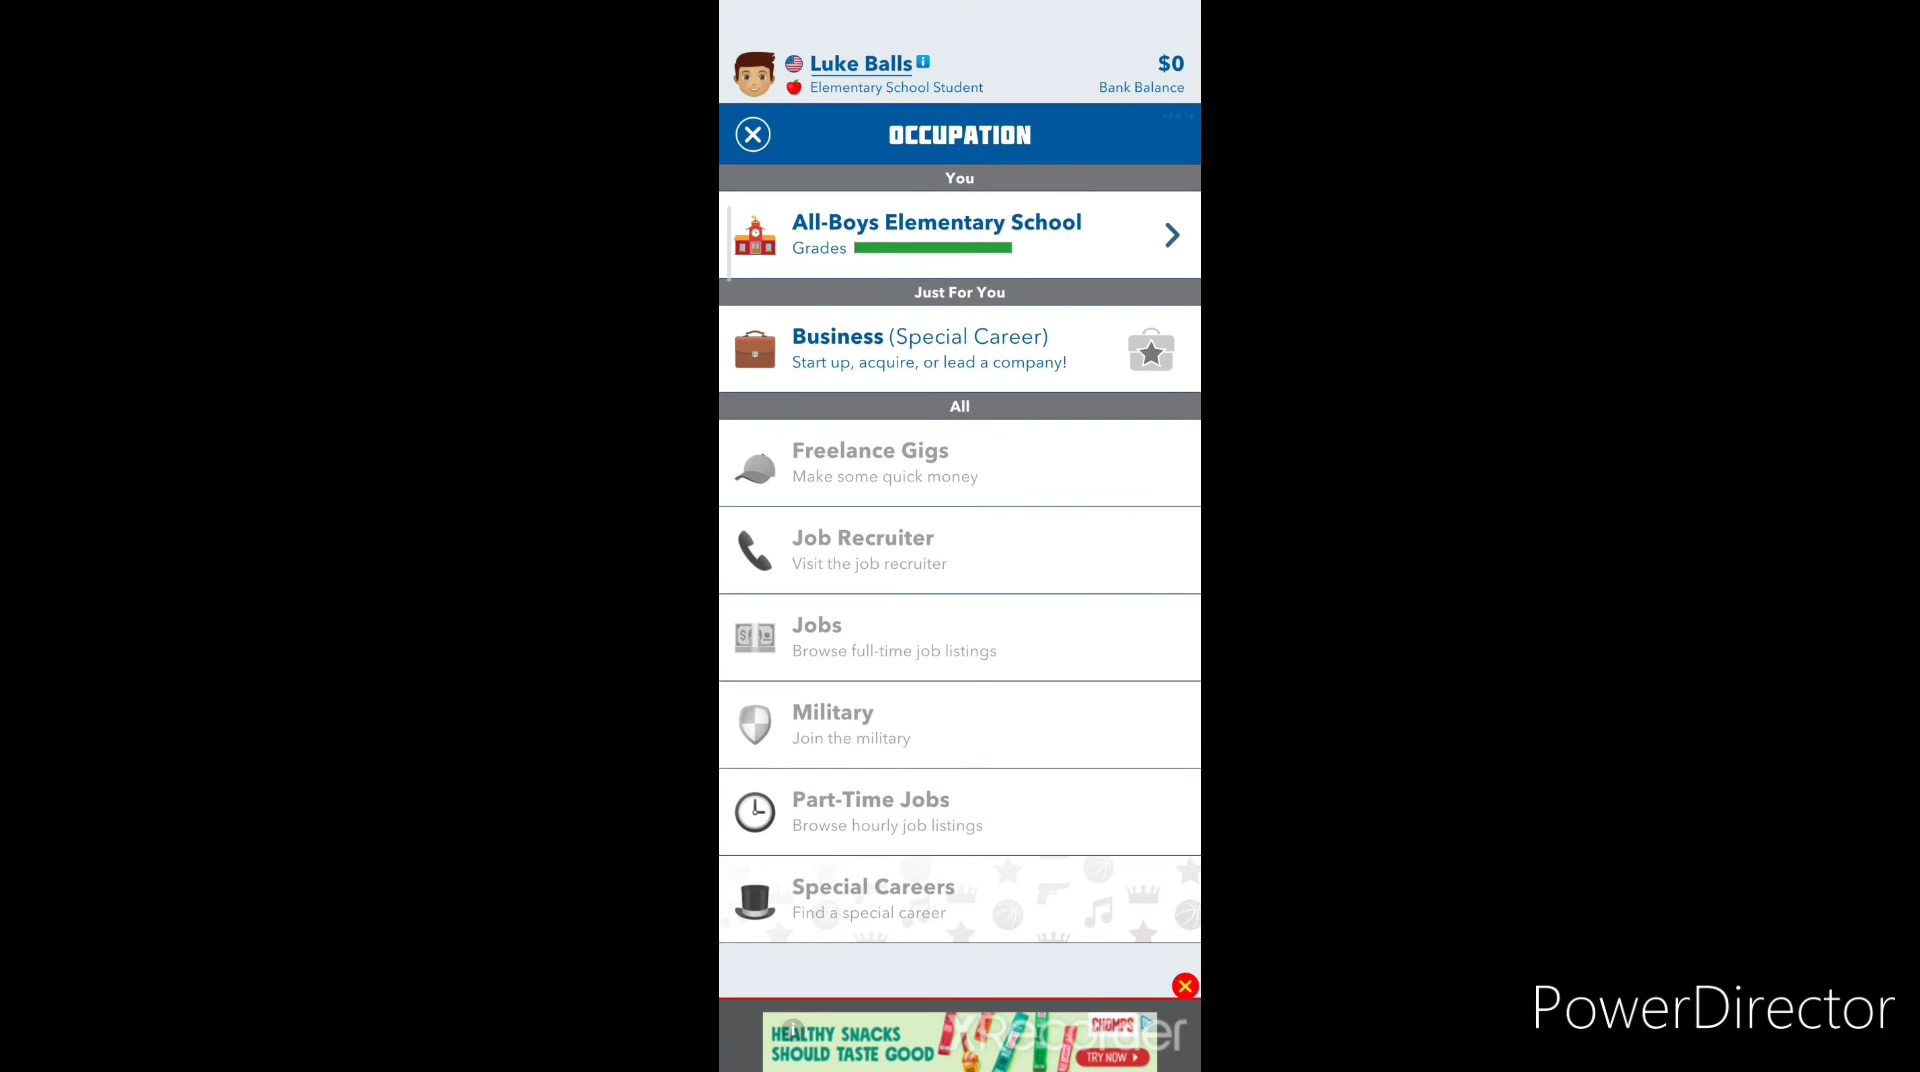 Luke Balls
$0
Elementary School Student
Bank Balance
OCCUPATION
You
All-Boys Elementary School
Grades
Just For You
Business (Special Career)
Start up, acquire, or lead a company!
All
Freelance Gigs
Make some quick money
Job Recruiter
Visit the job recruiter
Jobs
Browse full-time job listings
Military
Join the military
Part-Time Jobs
Browse hourly job listings
Special Careers
Find a special career
HEALTHY SNACKS
SHOULD TASTE GOOD
CHOMPS
TRY NOW
XRecorder
PowerDirector